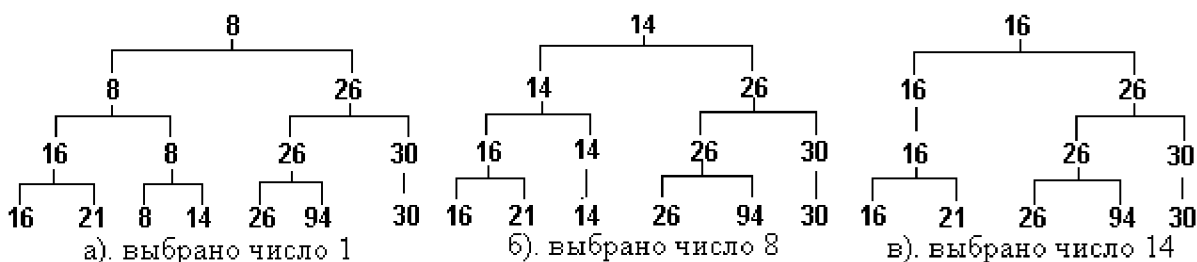 8 14 16
8 26 14 26 16 26
16 8 26 30 16 14 26 30 16 26 30
16 21 8 14 26 94 30 16 21 14 26 94 30 16 21 26 94 30
а). выбрано число 1 б). выбрано число 8 в). выбрано число 14